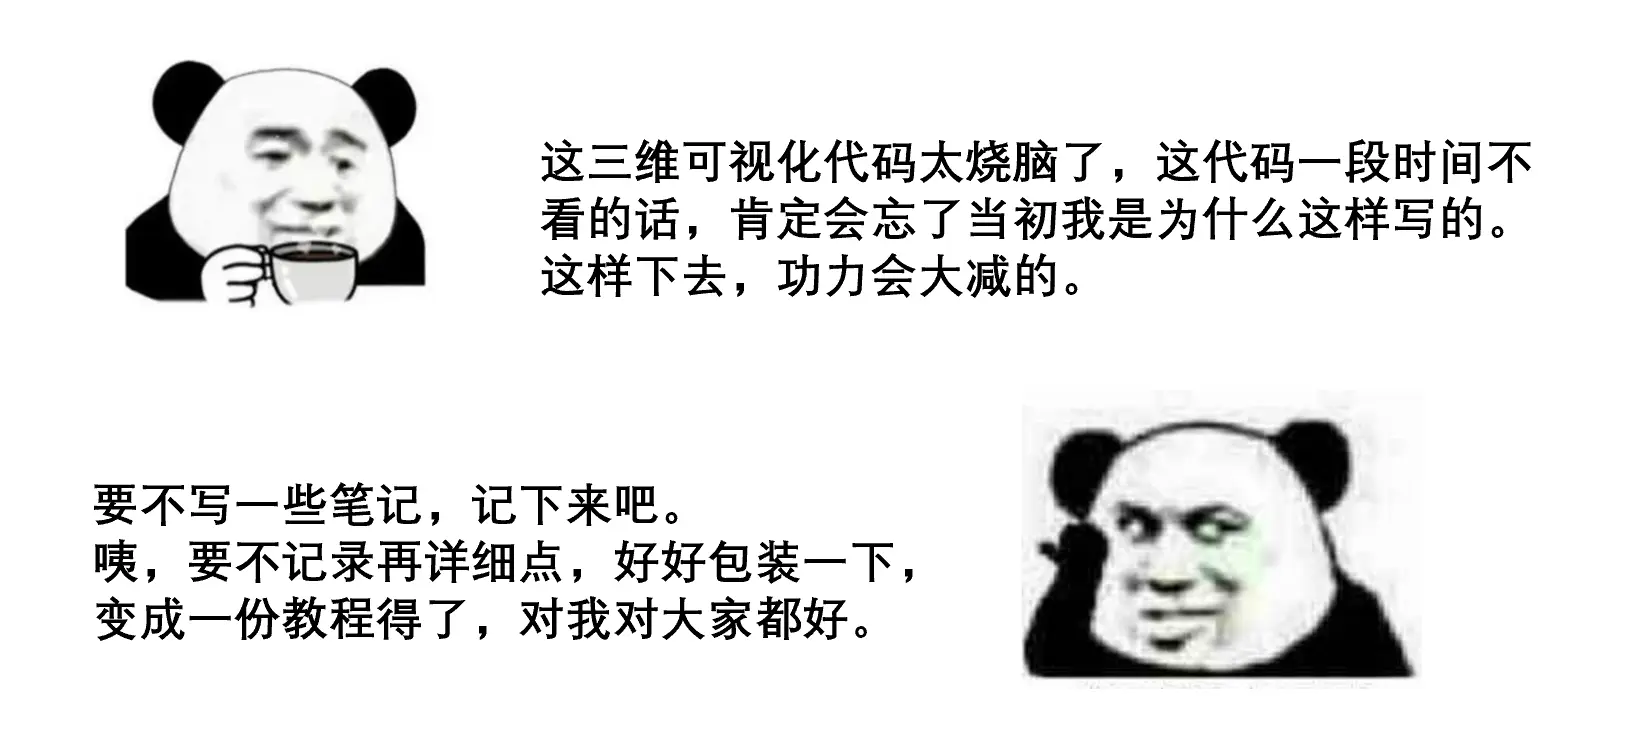 这三维可视化代码太烧脑了，这代码一段时间不
看的话，肯定会忘了当初我是为什么这样写的。
这样下去，功力会大减的。
要不写一些笔记，记下来吧。
咦，要不记录再详细点，好好包装一下，
变成一份教程得了，对我对大家都好。